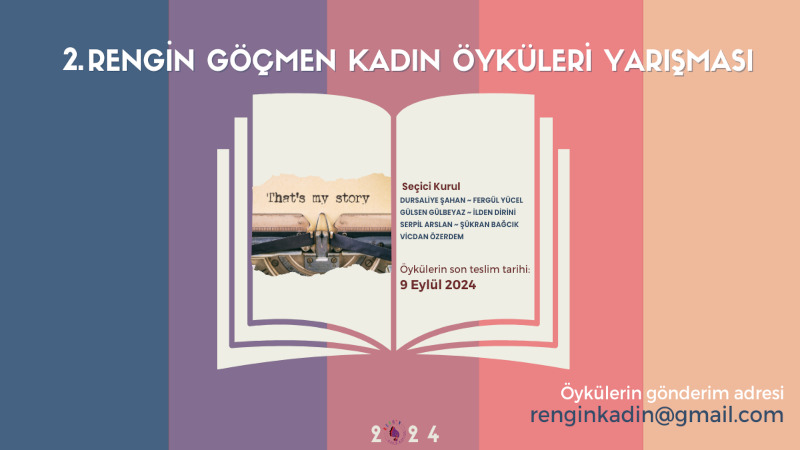 2. RENGİN GÖÇMEN KADIN ÖYKÜLERİ YARIŞMASI
That's my story
Seçici Kurul
DURSALİYE ŞAHAN ~ FERGÜL YÜCEL
GÜLSEN GÜLBEYAZ ~ İLDEN DİRİNİ
SERPİL ARSLAN ~ ŞÜKRAN BAĞCIK
VİCDAN ÖZERDEM
Öykülerin son teslim tarihi:
9 Eylül 2024
Öykülerin gönderim adresi
renginkadin@gmail.com
2 24